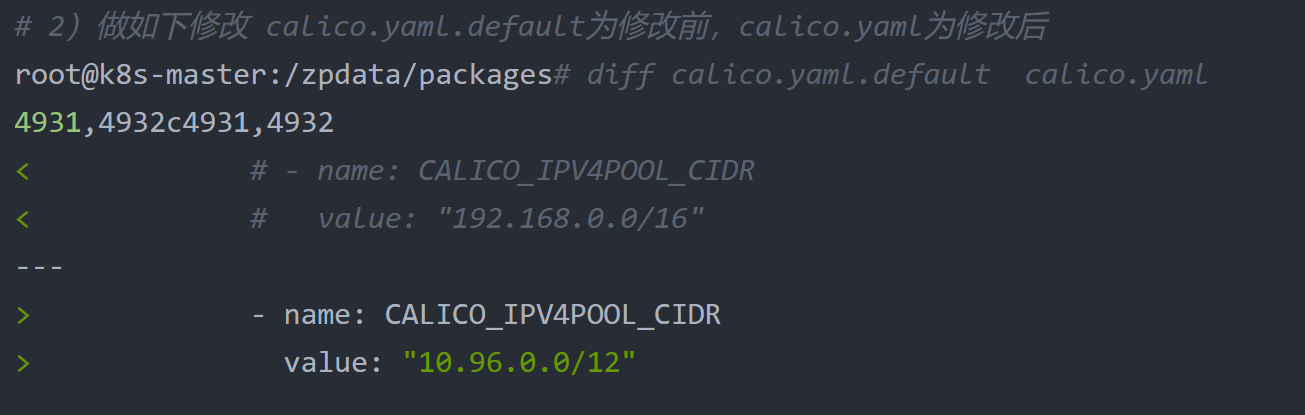 # 2）做如下修改 calico.yaml.default为修改前，calico.yaml为修改后
root@k8s-master:/zpdata/packages# diff calico.yaml.default  calico.yaml
4931,4932c4931,4932
<             # - name: CALICO_IPV4POOL_CIDR
<             #   value: "192.168.0.0/16"
---
>             - name: CALICO_IPV4POOL_CIDR
>               value: "10.96.0.0/12"